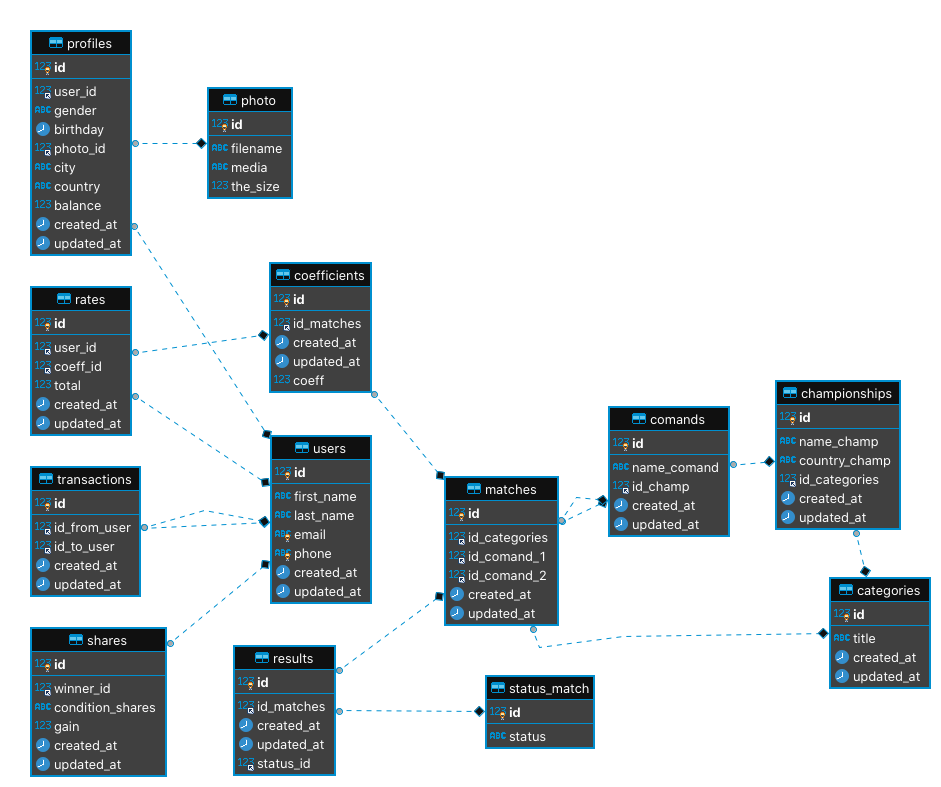 profiles
123 id
123 user_id
ABC gender
birthday
123 photo_id
ABC city
ABC country
123 balance
created_at
updated_at
photo
123 id
ABC filename
ABC media
123 the_size
rates
123 id
123 user_id
123 coeff_id
123 total
created_at
updated_at
coefficients
123 id
123 id_matches
created_at
updated_at
123 coeff
transactions
123 id
123 id_from_user
123 id_to_user
created_at
updated_at
users
123 id
ABC first_name
ABC last_name
ABC email
ABC phone
created_at
updated_at
shares
123 id
123 winner_id
ABC condition_shares
123 gain
created_at
updated_at
results
123 id
123 id_matches
created_at
updated_at
123 status_id
matches
123 id
123 id_categories
123 id_comand_1
123 id_comand_2
created_at
updated_at
status_match
123 id
ABC status
comands
123 id
ABC name_comand
123 id_champ
created_at
updated_at
championships
123 id
ABC name_champ
ABC country_champ
123 id_categories
created_at
updated_at
categories
123 id
ABC title
created_at
updated_at